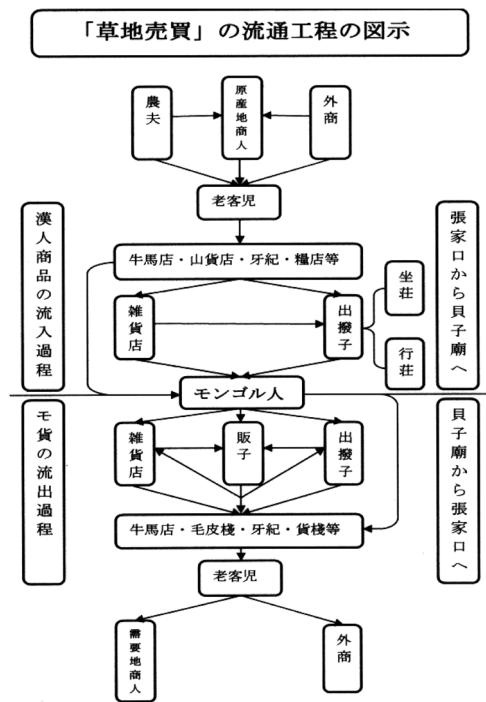 「草地売買」の流通工程の図示
農夫
原産地商人
外商
老客児
漢人商品の流入過程
張家口から貝子廟へ
牛馬店・山貨店・牙紀・糧店等
坐荘
雑貨店
出撥子
行荘
モンゴル人
モ貨の流出過程
貝子廟から張家口へ
雑貨店
販子
出撥子
牛馬店・毛皮棧・牙紀・貨棧等
老客児
需要地商人
外商